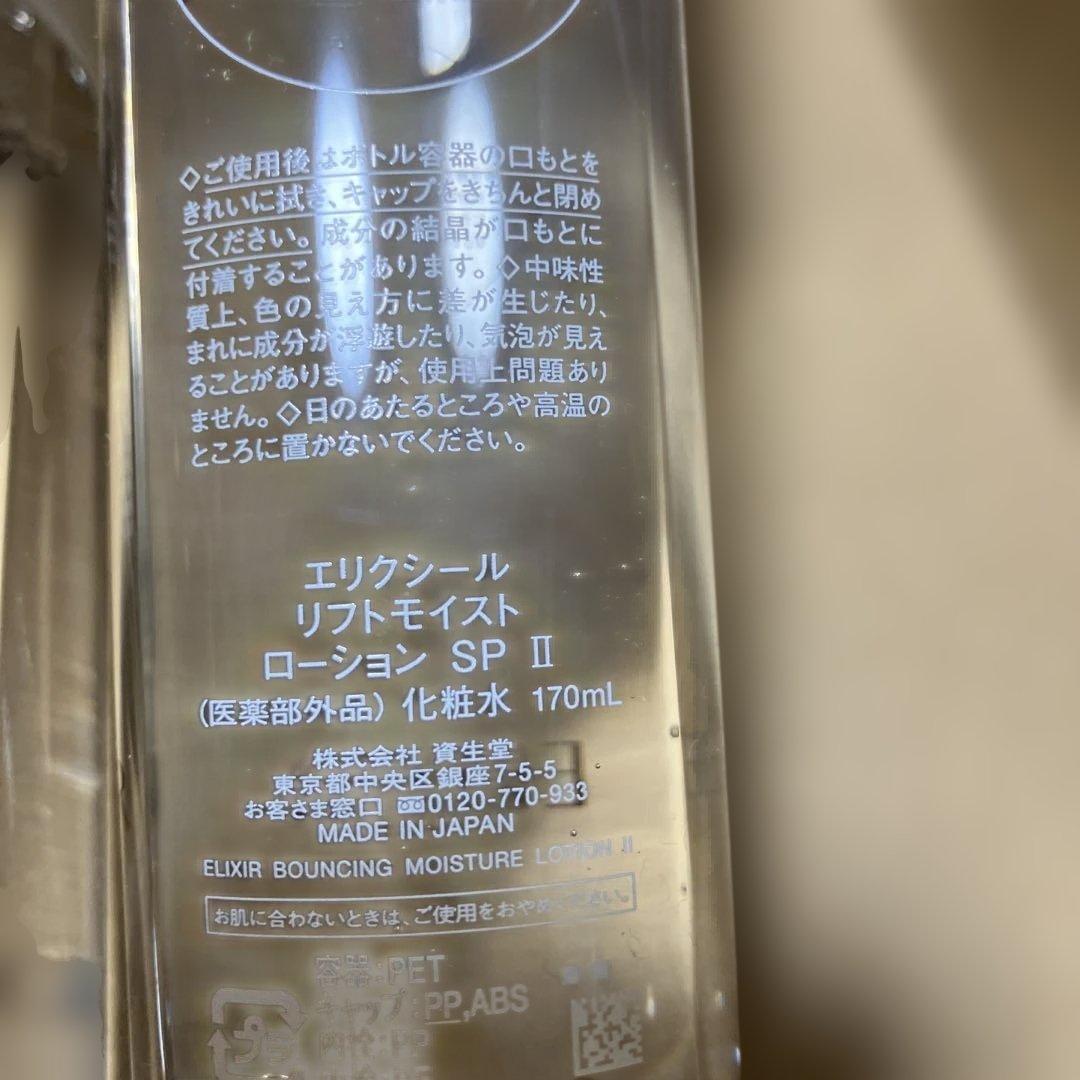 ◇ご使用後はボトル容器の口もとを
きれいに拭き、キャップをきちんと閉め
てください。成分の結晶が口もとに
付着することがあります。◇中味性
質上、色の見え方に差が生じたり、
まれに成分が浮遊したり、気泡が見え
ることがありますが、使用上問題あり
ません。◇日のあたるところや高温の
ところに置かないでください。
エリクシール
リフトモイスト
ローション SP Ⅱ
(医薬部外品) 化粧水 170mL
株式会社 資生堂
東京都中央区銀座7-5-5
お客さま窓口 0120-770-933
MADE IN JAPAN
ELIXIR BOUNCING MOISTURE LOTION II
お肌に合わないときは、ご使用をおやめください。
容器:PET
キャップ:PP,ABS
プラ
内栓:PP